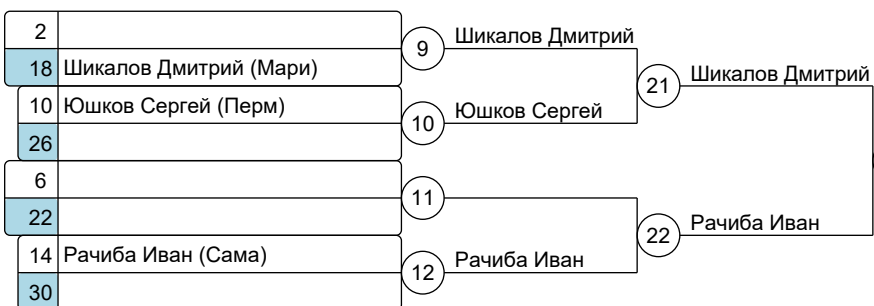 2
18 Шикалов Дмитрий (Мари)
10 Юшков Сергей (Перм)
26
6
22
14 Рачиба Иван (Сама)
30
9 Шикалов Дмитрий
10 Юшков Сергей
11
12 Рачиба Иван
21 Шикалов Дмитрий
22 Рачиба Иван